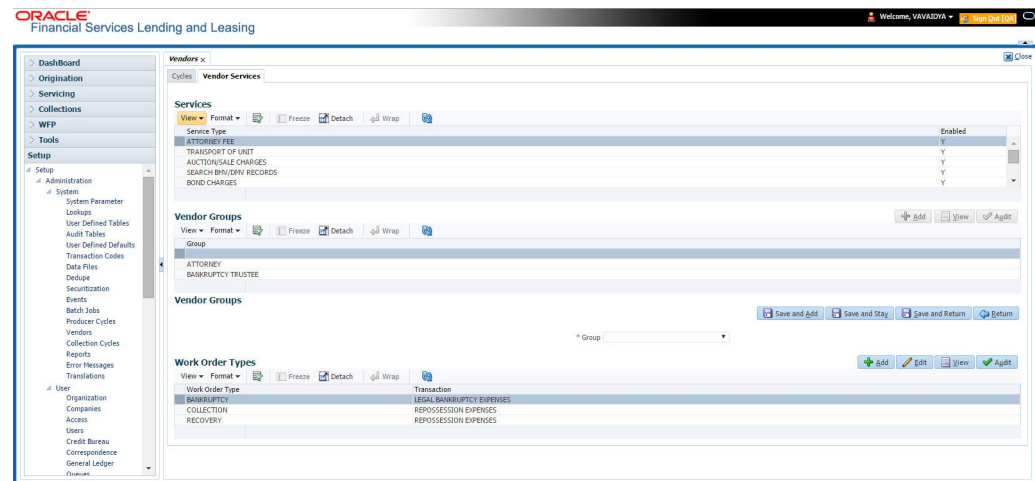 ORACLE®
Financial Services Lending and Leasing
Welcome, VAVAIDYA
Sign Out [QA]
DashBoard
Origination
Servicing
Collections
WFP
Tools
Setup
Setup
Administration
System
System Parameter
Lookups
User Defined Tables
Audit Tables
User Defined Defaults
Transaction Codes
Data Files
Dedupe
Securitization
Events
Batch Jobs
Producer Cycles
Vendors
Collection Cycles
Reports
Error Messages
Translations
User
Organization
Companies
Access
Users
Credit Bureau
Correspondence
General Ledger
Queues
Vendors x
Close
Cycles Vendor Services
Services
View Format Freeze Detach Wrap
Service Type Enabled
ATTORNEY FEE Y
TRANSPORT OF UNIT Y
AUCTION/SALE CHARGES Y
SEARCH BMV/DMV RECORDS Y
BOND CHARGES Y
Vendor Groups
Add View Audit
View Format Freeze Detach Wrap
Group
ATTORNEY
BANKRUPTCY TRUSTEE
Vendor Groups
Save and Add Save and Stay Save and Return Return
* Group
Work Order Types
Add Edit View Audit
View Format Freeze Detach Wrap
Work Order Type Transaction
BANKRUPTCY LEGAL BANKRUPTCY EXPENSES
COLLECTION REPOSSESSION EXPENSES
RECOVERY REPOSSESSION EXPENSES